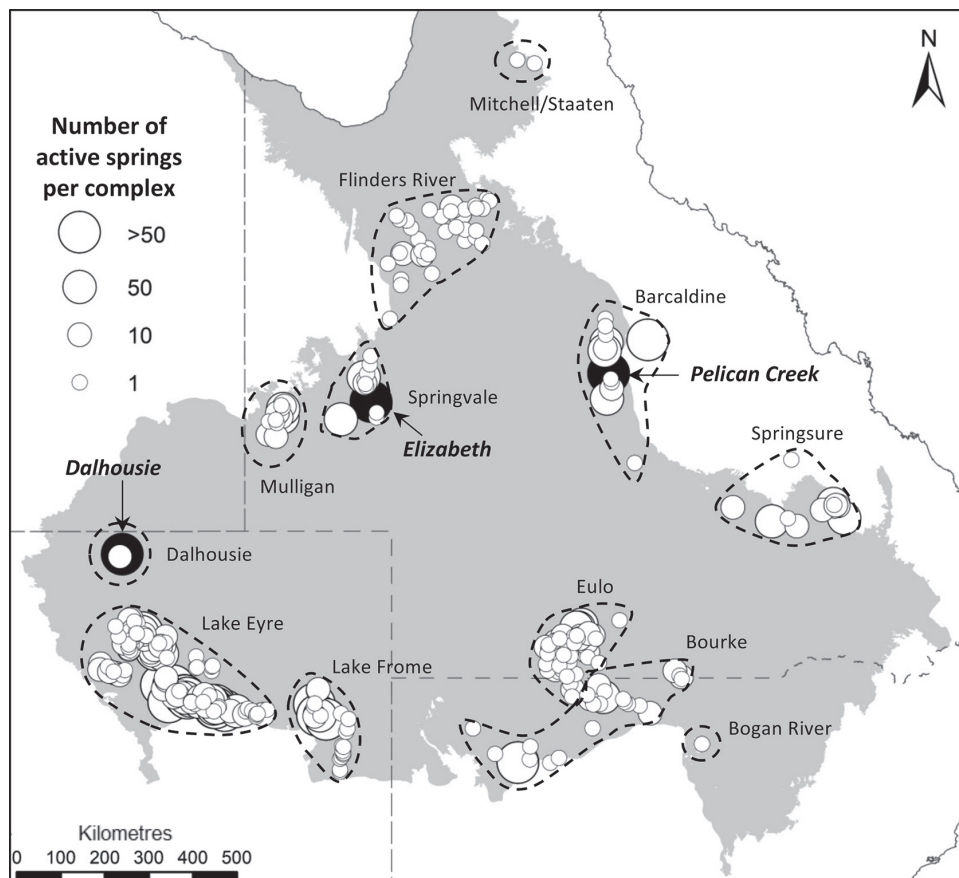 N
Mitchell/Staaten
Number of
active springs
per complex
>50
50
10
1
Flinders River
Barcaldine
Pelican Creek
Springvale
Elizabeth
Springsure
Mulligan
Dalhousie
Dalhousie
Eulo
Lake Eyre
Bourke
Lake Frome
Bogan River
Kilometres
0 100 200 300 400 500